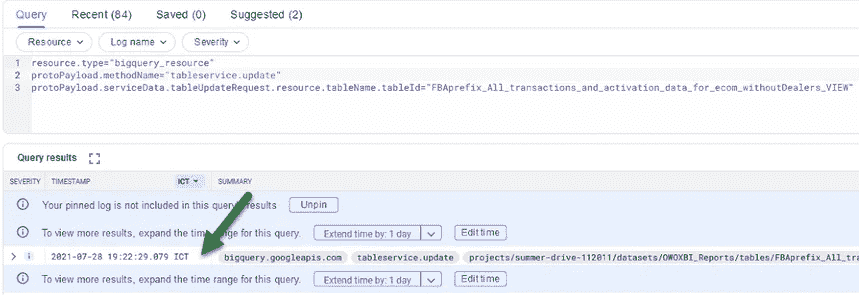 Query Recent (84) Saved (0) Suggested (2)
Resource Log name Severity
1 resource.type="bigquery_resource"
2 protoPayload.methodName="tableservice.update"
3 protoPayload.serviceData.tableUpdateRequest.resource.tableName.tableId="FBAprefix_All_transactions_and_activation_data_for_ecom_withoutDealers_VIEW"
Query results
SEVERITY TIMESTAMP ICT SUMMARY
Your pinned log is not included in this query results Unpin
To view more results, expand the time range for this query. Extend time by: 1 day Edit time
2021-07-28 19:22:29.079 ICT bigquery.googleapis.com tableservice.update projects/summer-drive-112011/datasets/OWOXBI_Reports/tables/FBAprefix_All_tra
To view more results, expand the time range for this query. Extend time by: 1 day Edit time